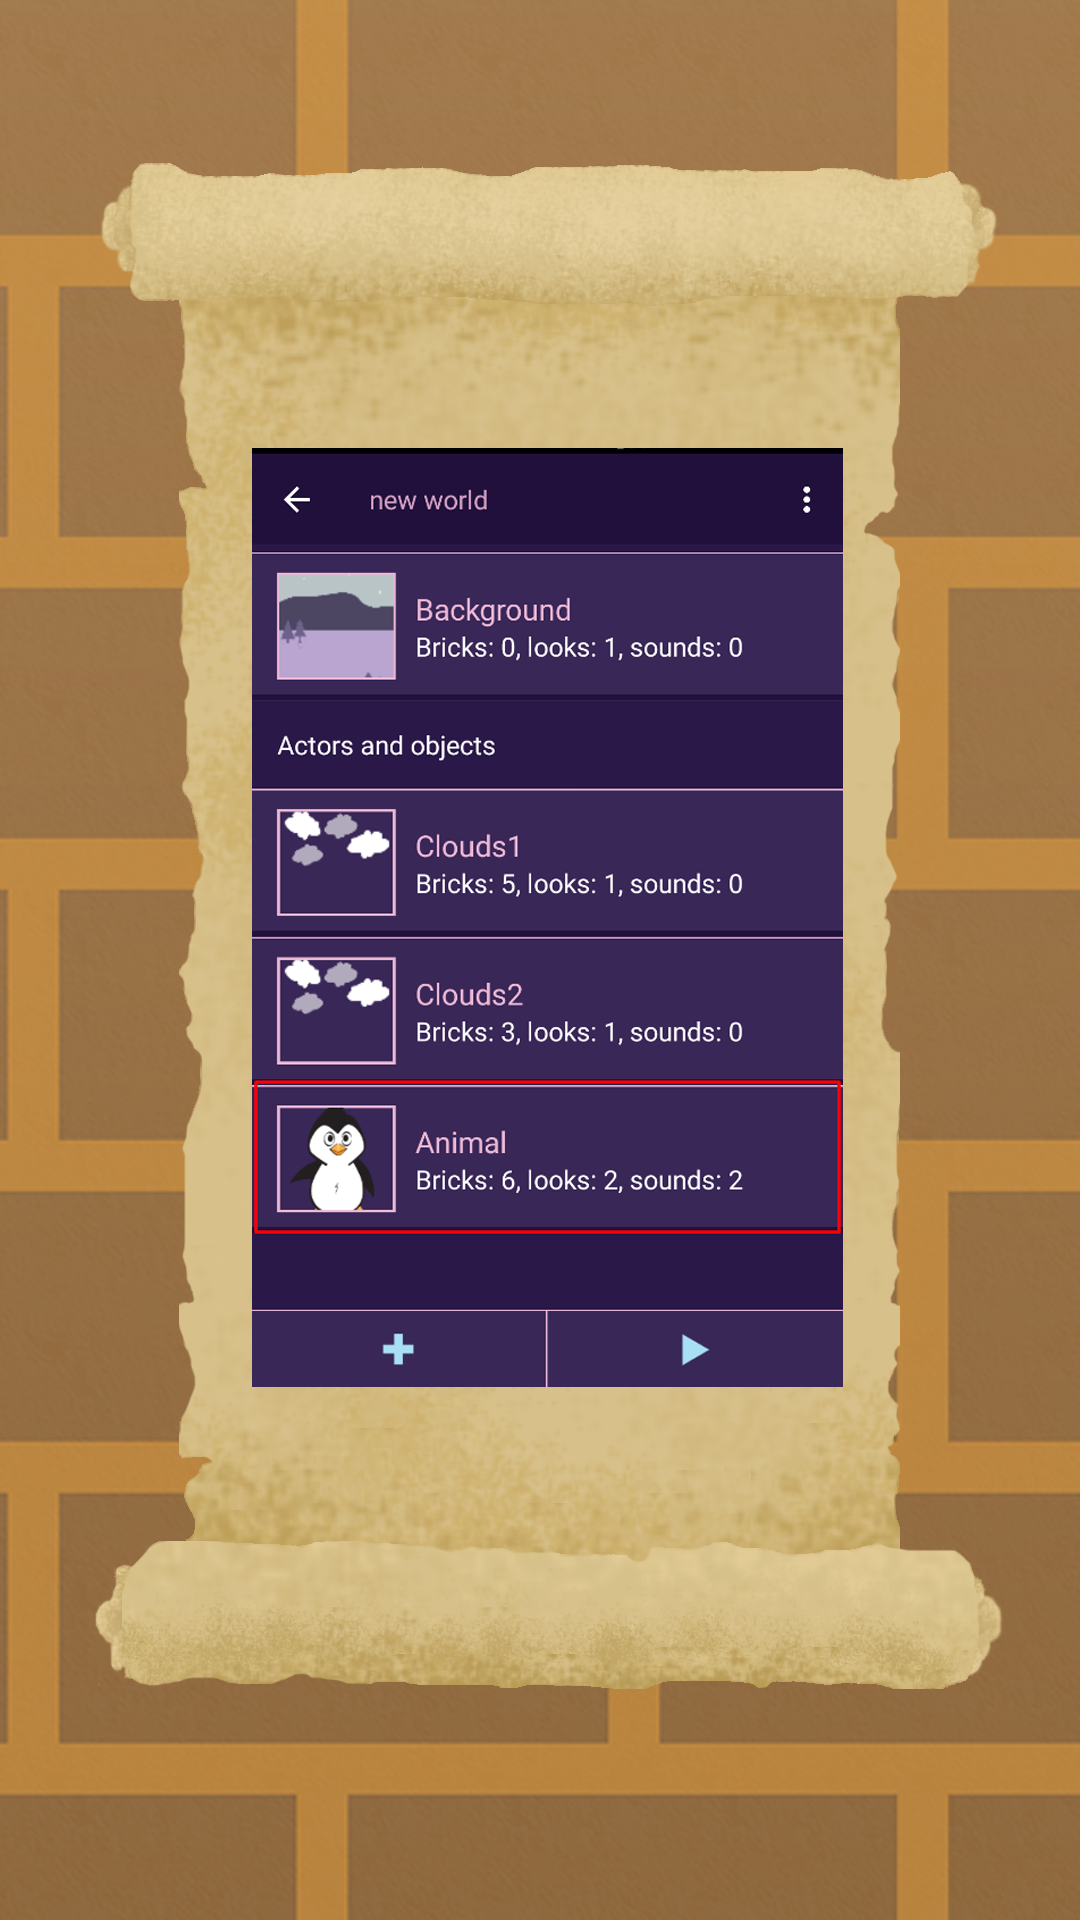 new world
Background
Bricks: 0, looks: 1, sounds: 0
Actors and objects
Clouds1
Bricks: 5, looks: 1, sounds: 0
Clouds2
Bricks: 3, looks: 1, sounds: 0
Animal
Bricks: 6, looks: 2, sounds: 2